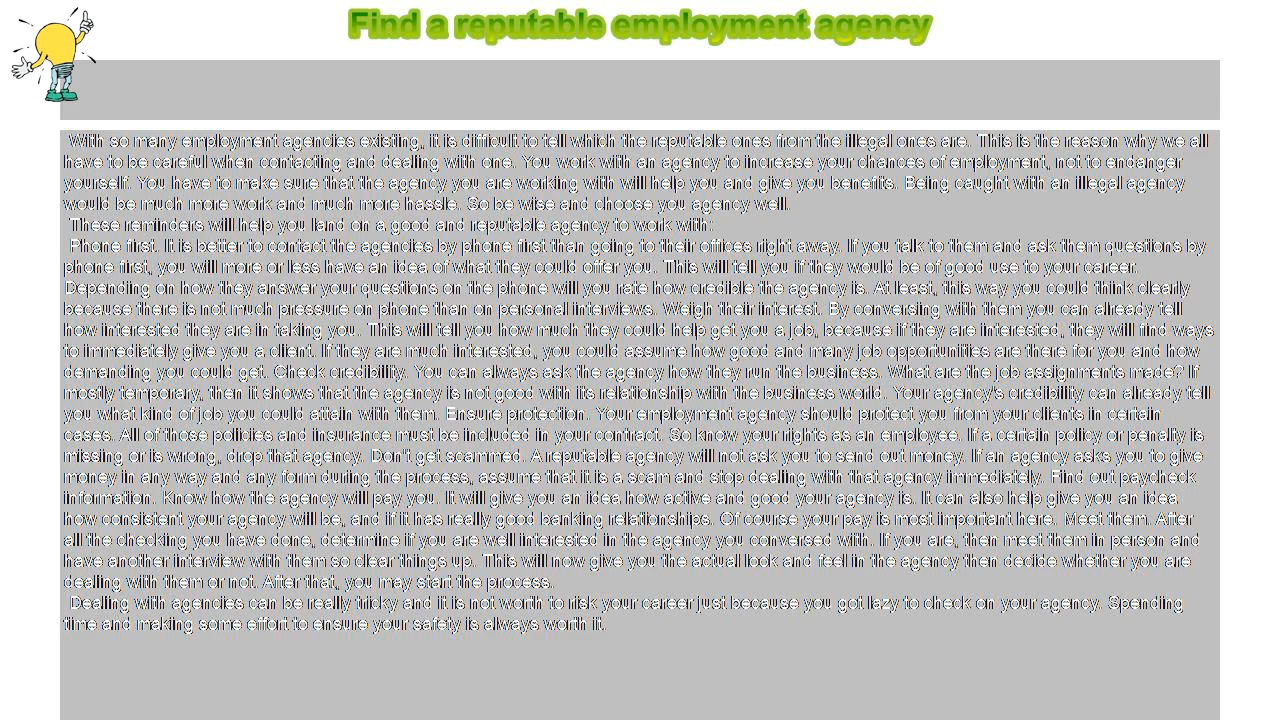 Find a reputable employment agency
With so many employment agencies existing, it is difficult to tell which the reputable ones from the illegal ones are. This is the reason why we all
have to be careful when contacting and dealing with one. You work with an agency to increase your chances of employment, not to endanger
yourself. You have to make sure that the agency you are working with will help you and give you benefits. Being caught with an illegal agency
would be much more work and much more hassle. So be wise and choose you agency well.
These reminders will help you land on a good and reputable agency to work with:
Phone first. It is better to contact the agencies by phone first than going to their offices right away. If you talk to them and ask them questions by
phone first, you will more or less have an idea of what they could offer you. This will tell you if they would be of good use to your career.
Depending on how they answer your questions on the phone will you rate how credible the agency is. At least, this way you could think clearly
because there is not much pressure on phone than on personal interviews. Weigh their interest. By conversing with them you can already tell
how interested they are in taking you. This will tell you how much they could help get you a job, because if they are interested, they will find ways
to immediately give you a client. If they are much interested, you could assume how good and many job opportunities are there for you and how
demanding you could get. Check credibility. You can always ask the agency how they run the business. What are the job assignments made? If
mostly temporary, then it shows that the agency is not good with its relationship with the business world. Your agency's credibility can already tell
you what kind of job you could attain with them. Ensure protection. Your employment agency should protect you from your clients in certain
cases. All of those policies and insurance must be included in your contract. So know your rights as an employee. If a certain policy or penalty is
missing or is wrong, drop that agency. Don't get scammed. A reputable agency will not ask you to send out money. If an agency asks you to give
money in any way and any form during the process, assume that it is a scam and stop dealing with that agency immediately. Find out paycheck
information. Know how the agency will pay you. It will give you an idea how active and good your agency is. It can also help give you an idea
how consistent your agency will be, and if it has really good banking relationships. Of course your pay is most important here. Meet them. After
all the checking you have done, determine if you are well interested in the agency you conversed with. If you are, then meet them in person and
have another interview with them so clear things up. This will now give you the actual look and feel in the agency then decide whether you are
dealing with them or not. After that, you may start the process.
Dealing with agencies can be really tricky and it is not worth to risk your career just because you got lazy to check on your agency. Spending
time and making some effort to ensure your safety is always worth it.